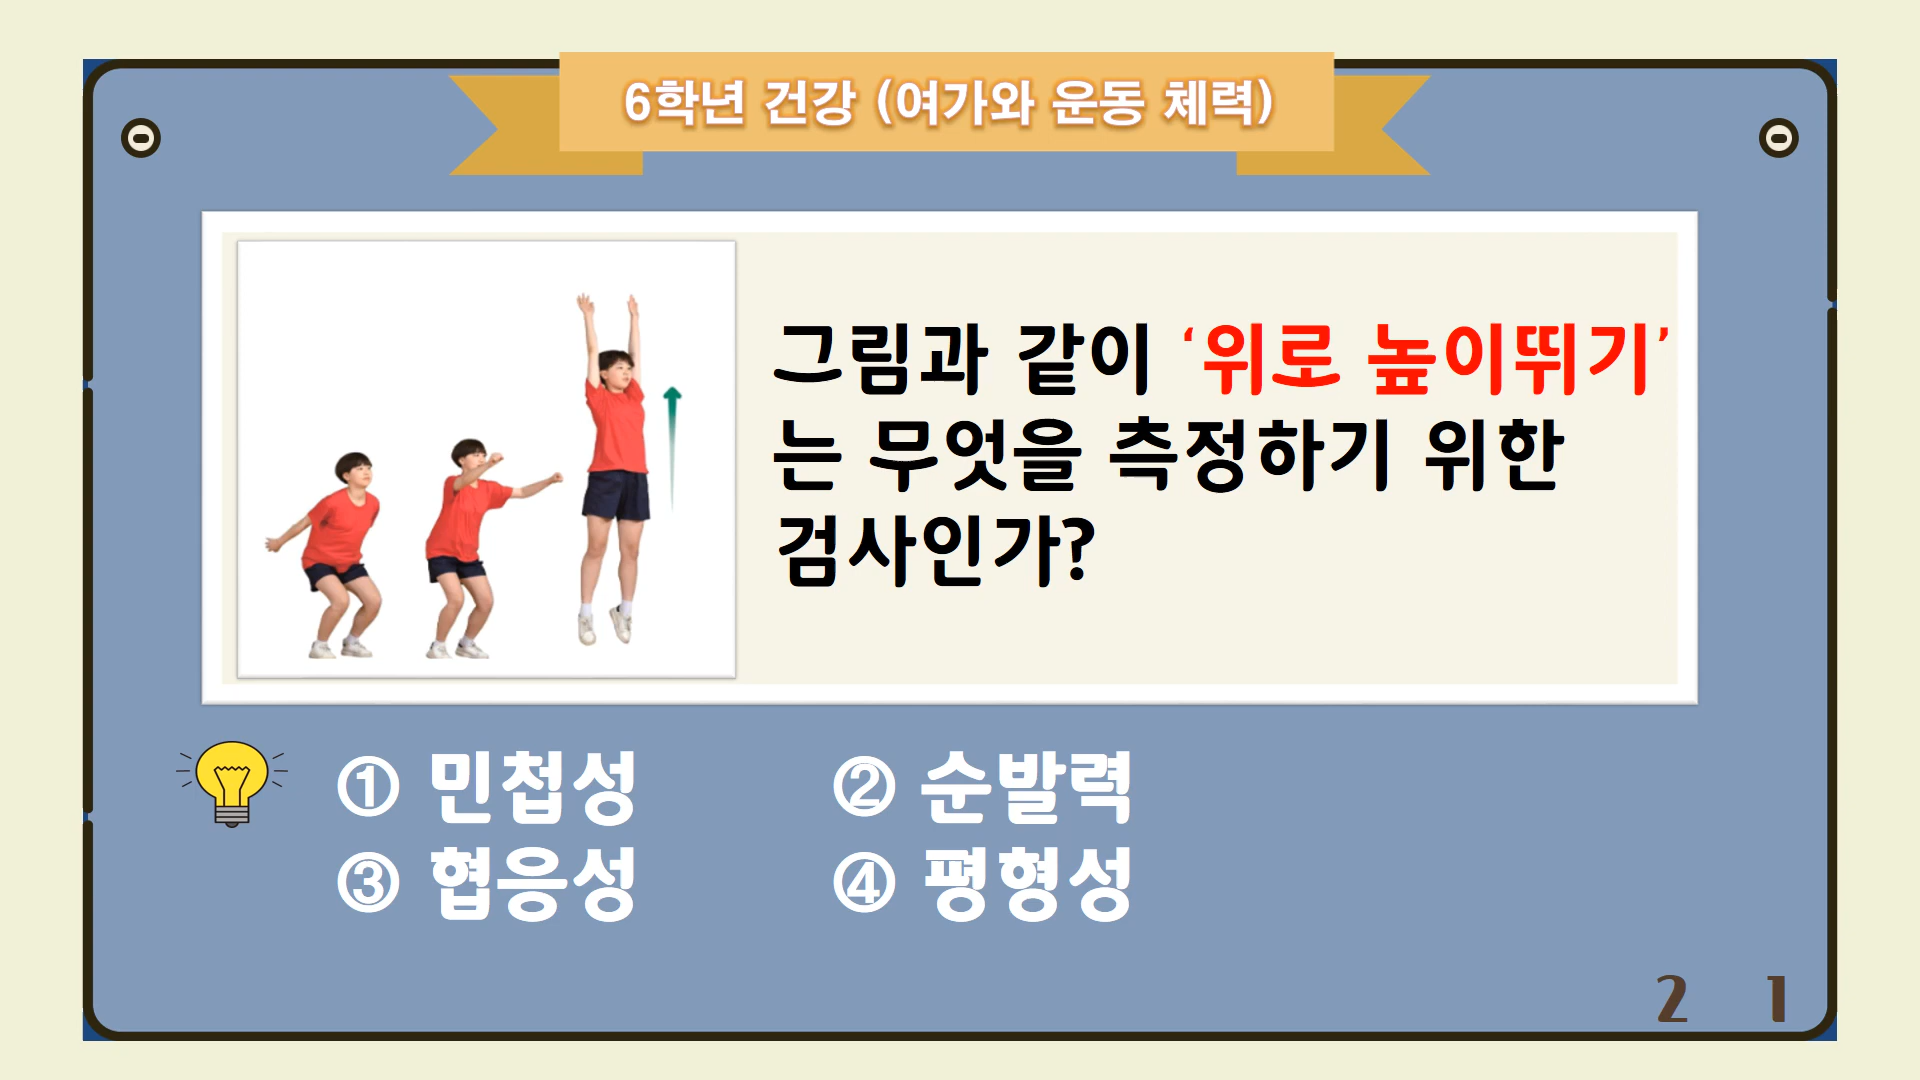 6학년 건강 (여가와 운동 체력)
그림과 같이 ‘위로 높이뛰기’
는 무엇을 측정하기 위한
검사인가?
① 민첩성 ② 순발력
③ 협응성 ④ 평형성
2 1